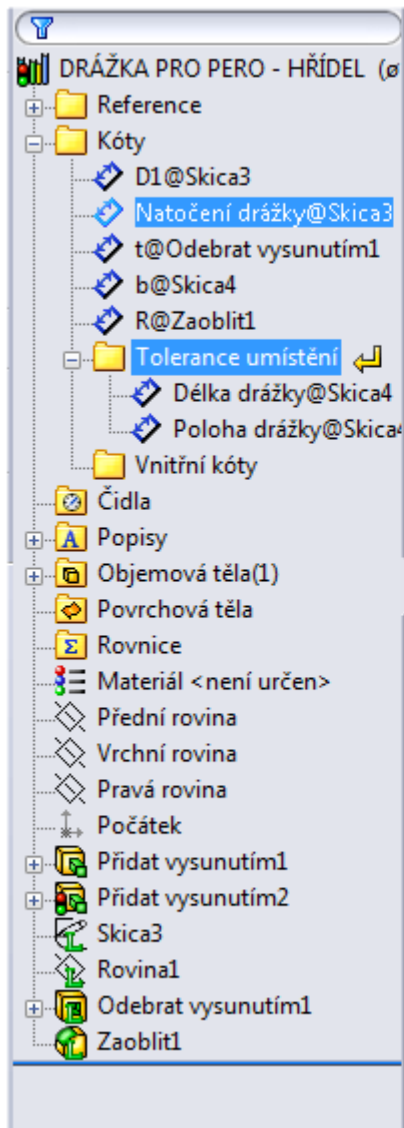 DRÁŽKA PRO PERO - HŘÍDEL (ø
Reference
Kóty
D1@Skica3
Natočení drážky@Skica3
t@Odebrat vysunutím1
b@Skica4
R@Zaoblit1
Tolerance umístění
Délka drážky@Skica4
Poloha drážky@Skica4
Vnitřní kóty
Čidla
A Popisy
Objemová těla(1)
Povrchová těla
Σ Rovnice
Materiál <není určen>
Přední rovina
Vrchní rovina
Pravá rovina
Počátek
Přidat vysunutím1
Přidat vysunutím2
Skica3
Rovina1
Odebrat vysunutím1
Zaoblit1